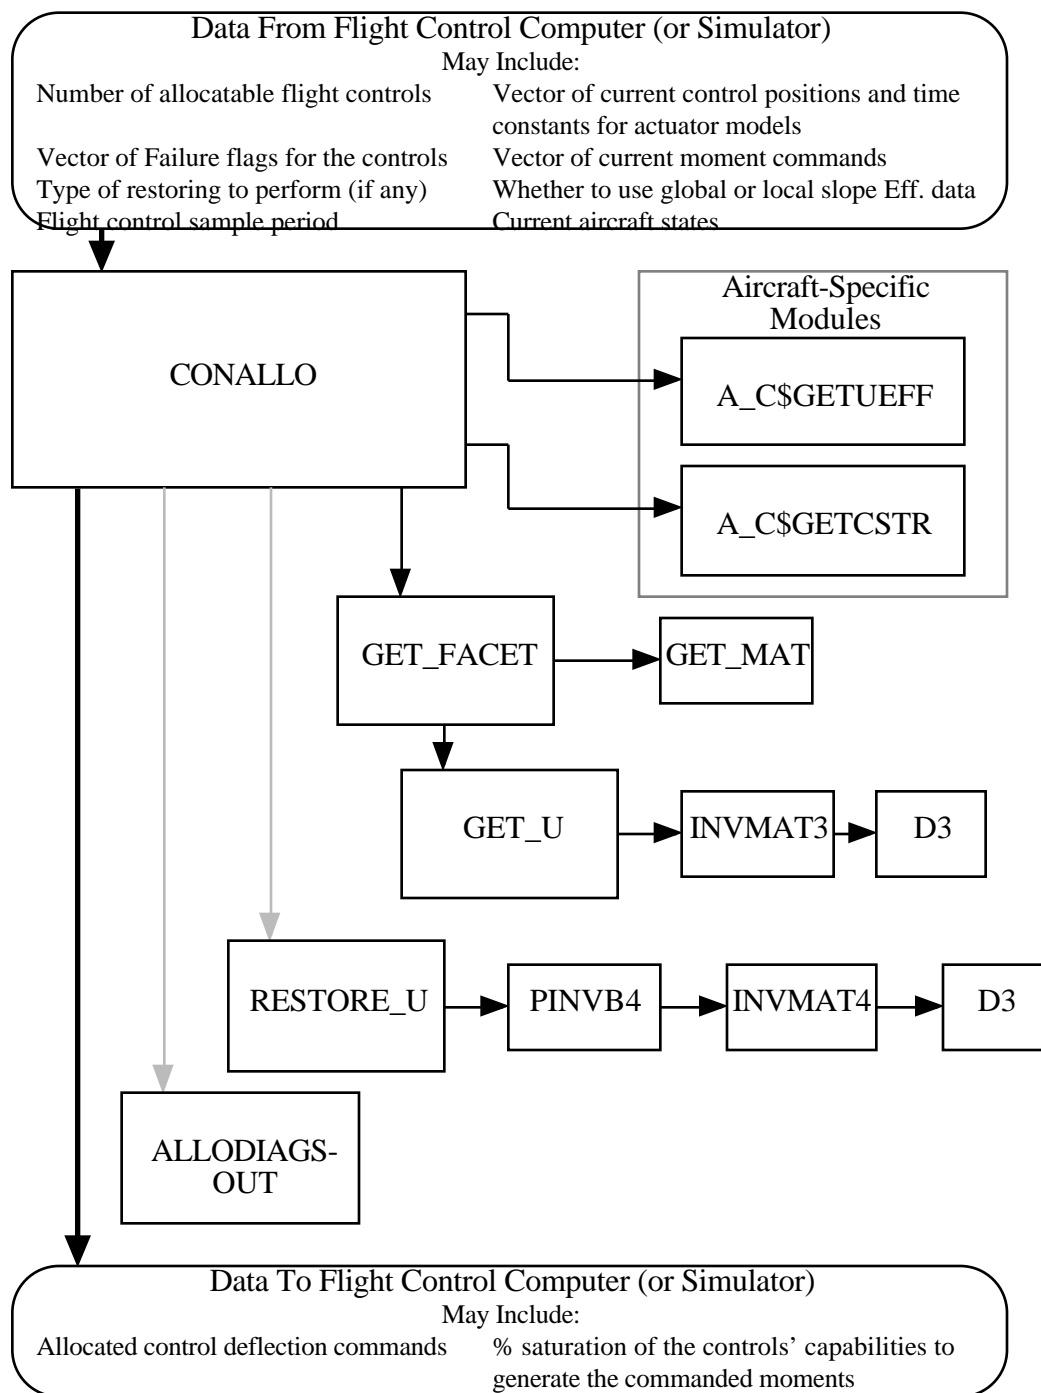 Data From Flight Control Computer (or Simulator)
May Include:
Number of allocatable flight controls
Vector of current control positions and time
constants for actuator models
Vector of Failure flags for the controls
Vector of current moment commands
Type of restoring to perform (if any)
Whether to use global or local slope Eff. data
Flight control sample period
Current aircraft states
Aircraft-Specific
Modules
CONALLO
A_C$GETUEFF
A_C$GETCSTR
GET_FACET
GET_MAT
GET_U
INVMAT3
D3
RESTORE_U
PINVB4
INVMAT4
D3
ALLODIAGS-
OUT
Data To Flight Control Computer (or Simulator)
May Include:
Allocated control deflection commands
% saturation of the controls’ capabilities to
generate the commanded moments